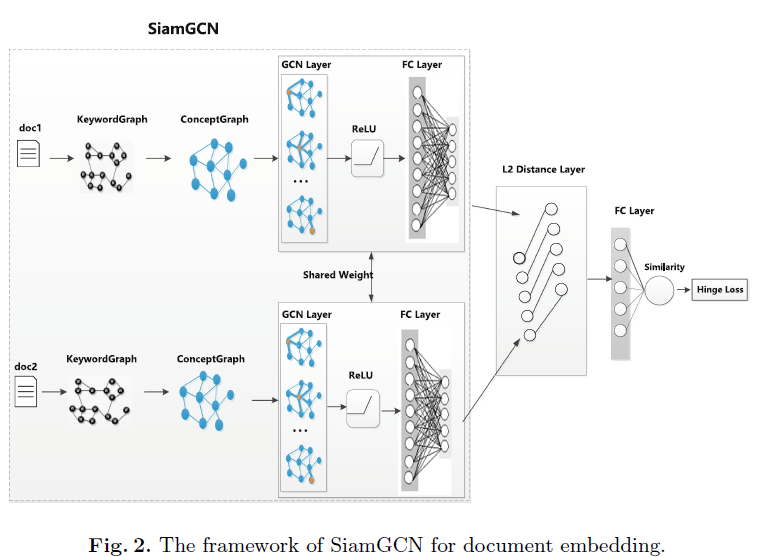 SiamGCN
doc1
KeywordGraph
ConceptGraph
GCN Layer
...
ReLU
FC Layer
Shared Weight
doc2
KeywordGraph
ConceptGraph
GCN Layer
...
ReLU
FC Layer
L2 Distance Layer
FC Layer
Similarity
Hinge Loss
Fig. 2. The framework of SiamGCN for document embedding.